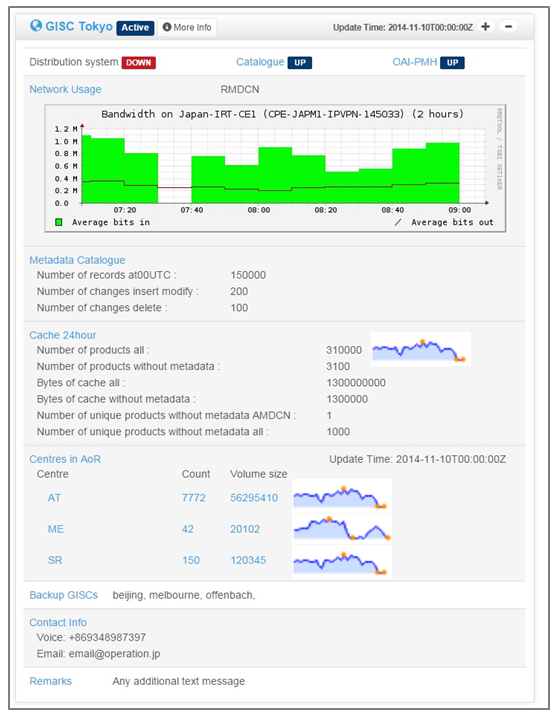 GISC Tokyo Active More Info Update Time: 2014-11-10T00:00:00Z
Distribution system DOWN Catalogue UP OAI-PMH UP
Network Usage RMDCN
Bandwidth on Japan-IRT-CE1 (CPE-JAPM1-IPVPN-145033) (2 hours)
RRDTOOL / TOBI OETIKER
1.2 M
1.0 M
0.8 M
0.6 M
0.4 M
0.2 M
0.0
07:20 07:40 08:00 08:20 08:40 09:00
Average bits in Average bits out
Metadata Catalogue
Number of records at00UTC : 150000
Number of changes insert modify : 200
Number of changes delete : 100
Cache 24hour
Number of products all : 310000
Number of products without metadata : 3100
Bytes of cache all : 1300000000
Bytes of cache without metadata : 1300000
Number of unique products without metadata AMDCN : 1
Number of unique products without metadata all : 1000
Centres in AoR Update Time: 2014-11-10T00:00:00Z
Centre Count Volume size
AT 7772 56295410
ME 42 20102
SR 150 120345
Backup GISCs beijing, melbourne, offenbach,
Contact Info
Voice: +869348987397
Email: email@operation.jp
Remarks Any additional text message